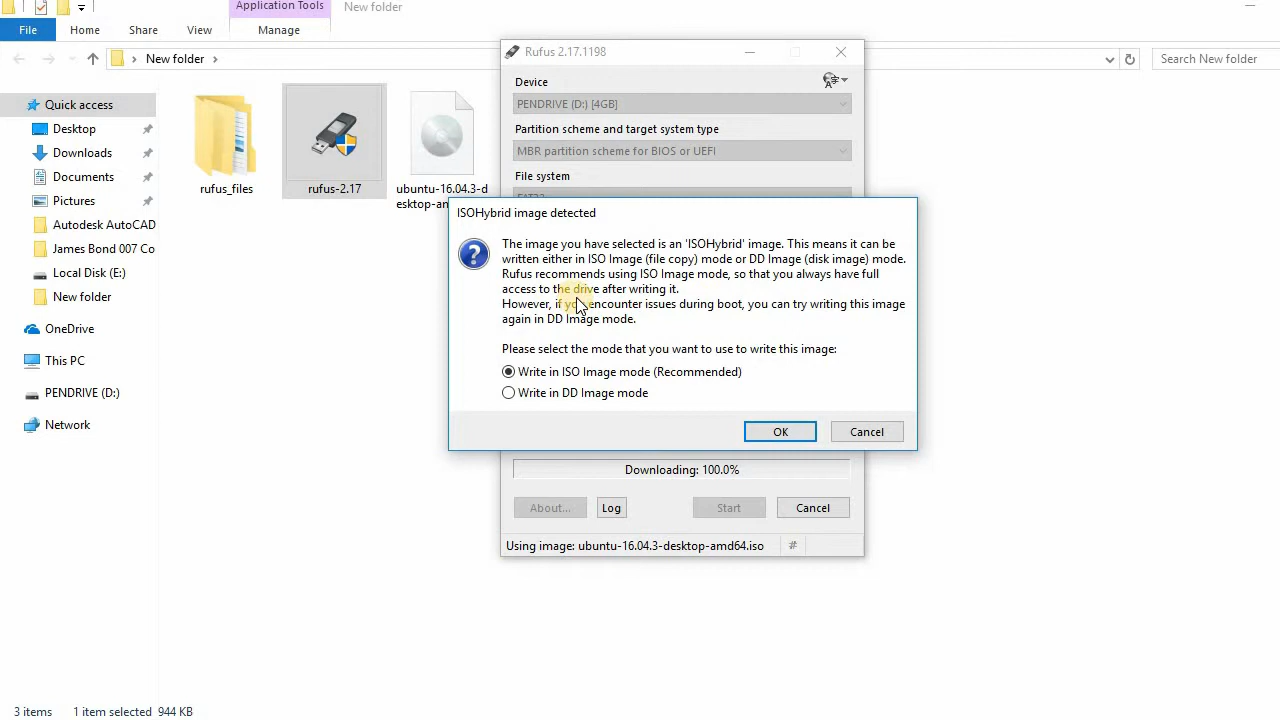 Application Tools
New folder
File
Home
Share
View
Manage
New folder
Search New folder
Quick access
Desktop
Downloads
Documents
Pictures
Autodesk AutoCAD
James Bond 007 Co
Local Disk (E:)
New folder
OneDrive
This PC
PENDRIVE (D:)
Network
rufus_files
rufus-2.17
ubuntu-16.04.3-d
Rufus 2.17.1198
Device
PENDRIVE (D:) [4GB]
Partition scheme and target system type
MBR partition scheme for BIOS or UEFI
File system
ISOHybrid image detected
The image you have selected is an 'ISOHybrid' image. This means it can be
written either in ISO Image (file copy) mode or DD Image (disk image) mode.
Rufus recommends using ISO Image mode, so that you always have full
access to the drive after writing it.
However, if you encounter issues during boot, you can try writing this image
again in DD Image mode.
Please select the mode that you want to use to write this image:
Write in ISO Image mode (Recommended)
Write in DD Image mode
OK
Cancel
Downloading: 100.0%
About...
Log
Start
Cancel
Using image: ubuntu-16.04.3-desktop-amd64.iso
#
3 items
1 item selected 944 KB